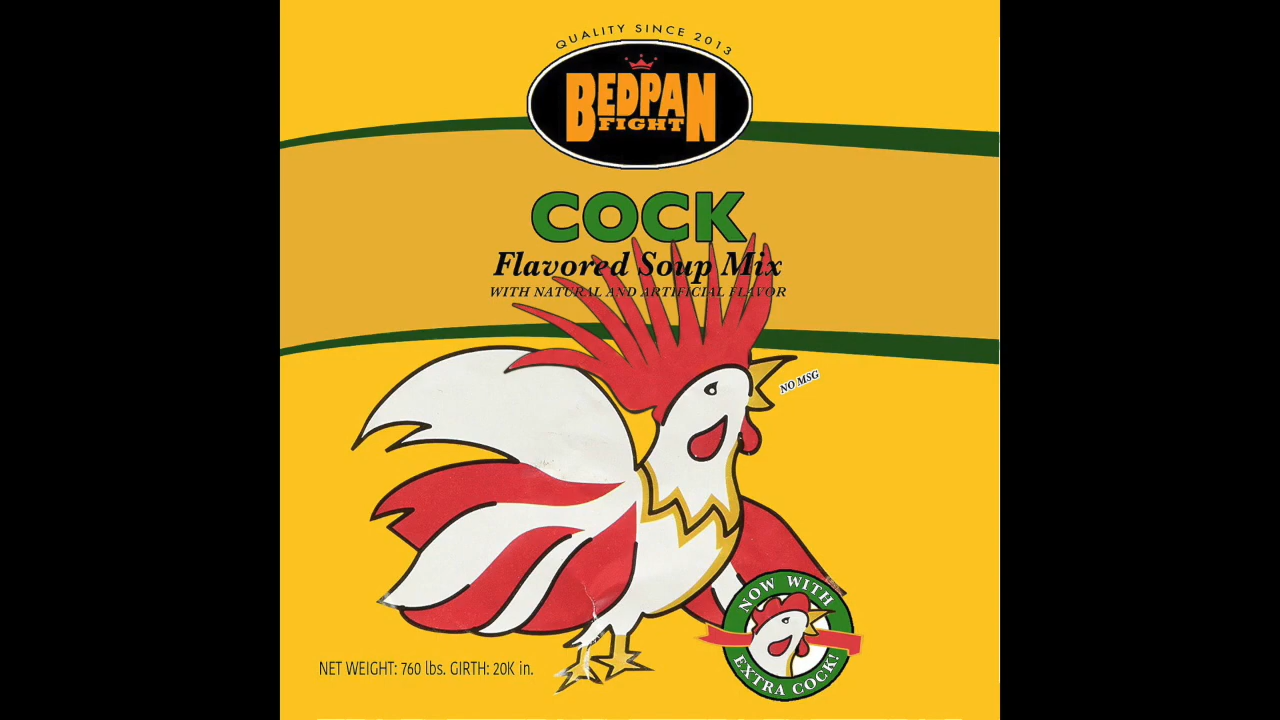 QUALITY SINCE 2013
BEDPAN
FIGHT
COCK
Flavored Soup Mix
WITH NATURAL AND ARTIFICIAL FLAVOR
NO MSG
NOW WITH
EXTRA COCK!
NET WEIGHT: 760 lbs. GIRTH: 20K in.